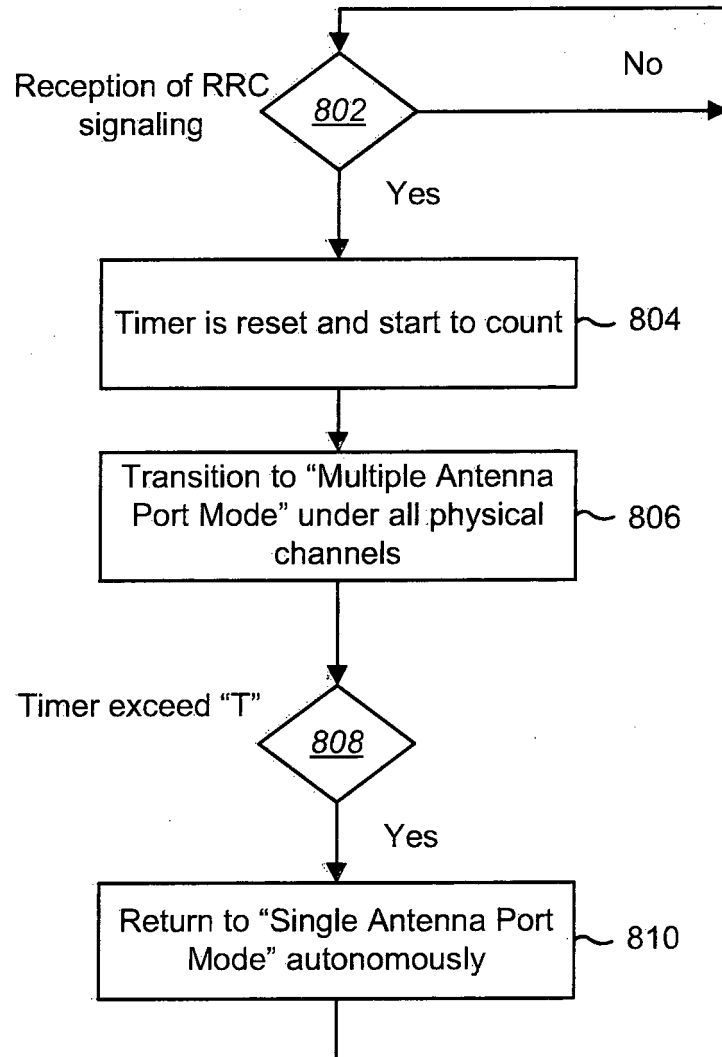 No
Reception of RRC
signaling
802
Yes
Timer is reset and start to count
804
Transition to “Multiple Antenna
Port Mode” under all physical
channels
806
Timer exceed “T”
808
Yes
Return to “Single Antenna Port
Mode” autonomously
810